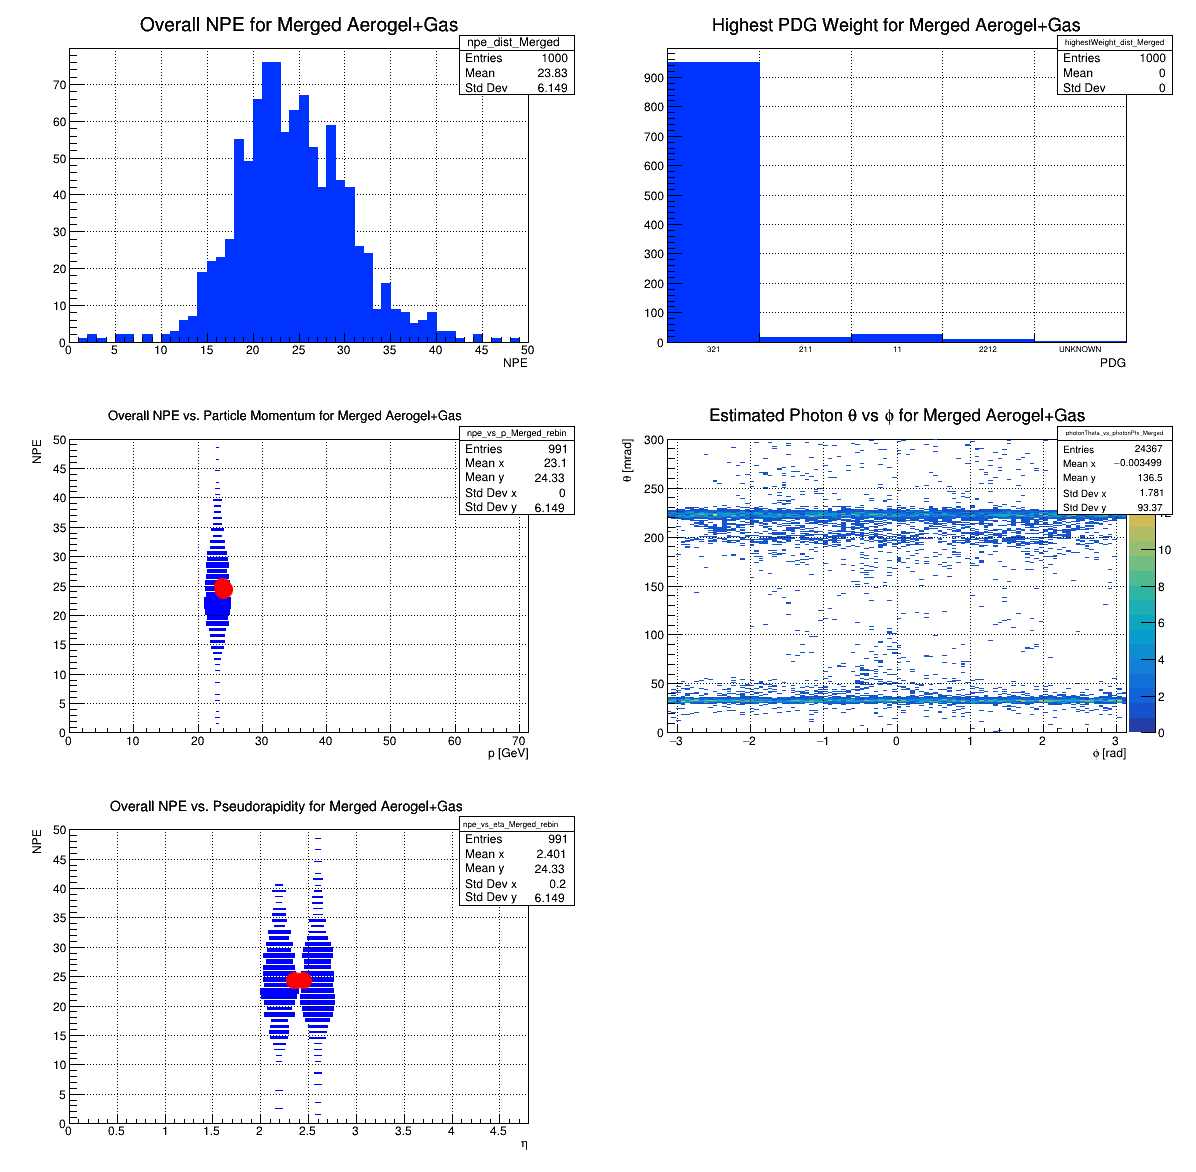 Overall NPE for Merged Aerogel+Gas
npe_dist_Merged
Entries 1000
Mean 23.83
Std Dev 6.149
70
60
50
40
30
20
10
0
0 5 10 15 20 25 30 35 40 45 50
NPE
Highest PDG Weight for Merged Aerogel+Gas
highestWeight_dist_Merged
Entries 1000
Mean 0
Std Dev 0
900
800
700
600
500
400
300
200
100
0
321 211 11 2212 UNKNOWN
PDG
Overall NPE vs. Particle Momentum for Merged Aerogel+Gas
NPE
npe_vs_p_Merged_rebin
Entries 991
Mean x 23.1
Mean y 24.33
Std Dev x 0
Std Dev y 6.149
50
45
40
35
30
25
20
15
10
5
0
0 10 20 30 40 50 60 70
p [GeV]
Estimated Photon θ vs ϕ for Merged Aerogel+Gas
θ [mrad]
photonTheta_vs_photonPhi_Merged
Entries 24367
Mean x −0.003499
Mean y 136.5
Std Dev x 1.781
Std Dev y 93.37
300
250
200
150
100
50
0
−3 −2 −1 0 1 2 3
ϕ [rad]
12
10
8
6
4
2
0
Overall NPE vs. Pseudorapidity for Merged Aerogel+Gas
NPE
npe_vs_eta_Merged_rebin
Entries 991
Mean x 2.401
Mean y 24.33
Std Dev x 0.2
Std Dev y 6.149
50
45
40
35
30
25
20
15
10
5
0
0 0.5 1 1.5 2 2.5 3 3.5 4 4.5
η